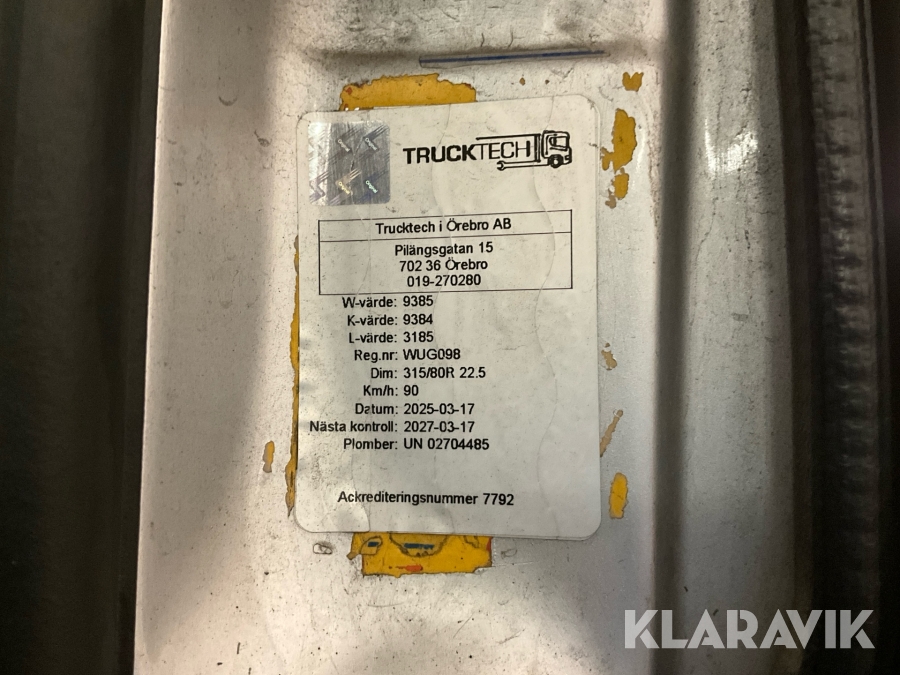 TRUCKTECH
Trucktech i Örebro AB
Pilängsgatan 15
702 36 Örebro
019-270280
W-värde: 9385
K-värde: 9384
L-värde: 3185
Reg.nr: WUG098
Dim: 315/80R 22.5
Km/h: 90
Datum: 2025-03-17
Nästa kontroll: 2027-03-17
Plomber: UN 02704485
Ackrediteringsnummer 7792
KLARAVIK